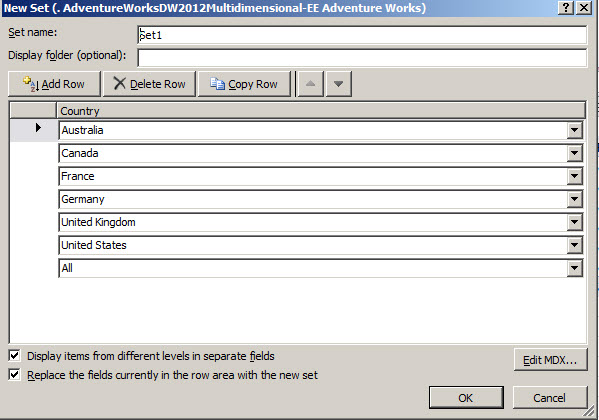 New Set (. AdventureWorksDW2012Multidimensional-EE Adventure Works)
Set name: Set1
Display folder (optional):
Add Row Delete Row Copy Row
Country
Australia
Canada
France
Germany
United Kingdom
United States
All
Display items from different levels in separate fields
Edit MDX...
Replace the fields currently in the row area with the new set
OK Cancel